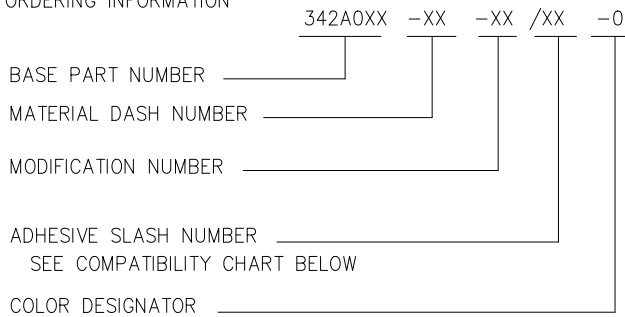 ORDERING INFORMATION
342A0XX -XX -XX /XX -0
BASE PART NUMBER
MATERIAL DASH NUMBER
MODIFICATION NUMBER
ADHESIVE SLASH NUMBER
SEE COMPATIBILITY CHART BELOW
COLOR DESIGNATOR